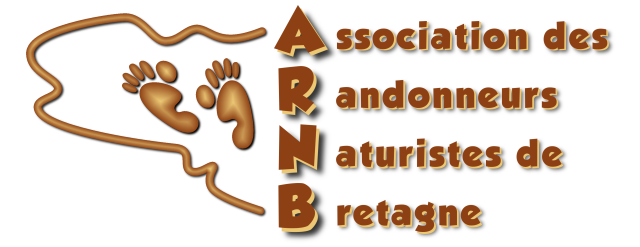 Association des
Randonneurs
Naturistes de
Bretagne